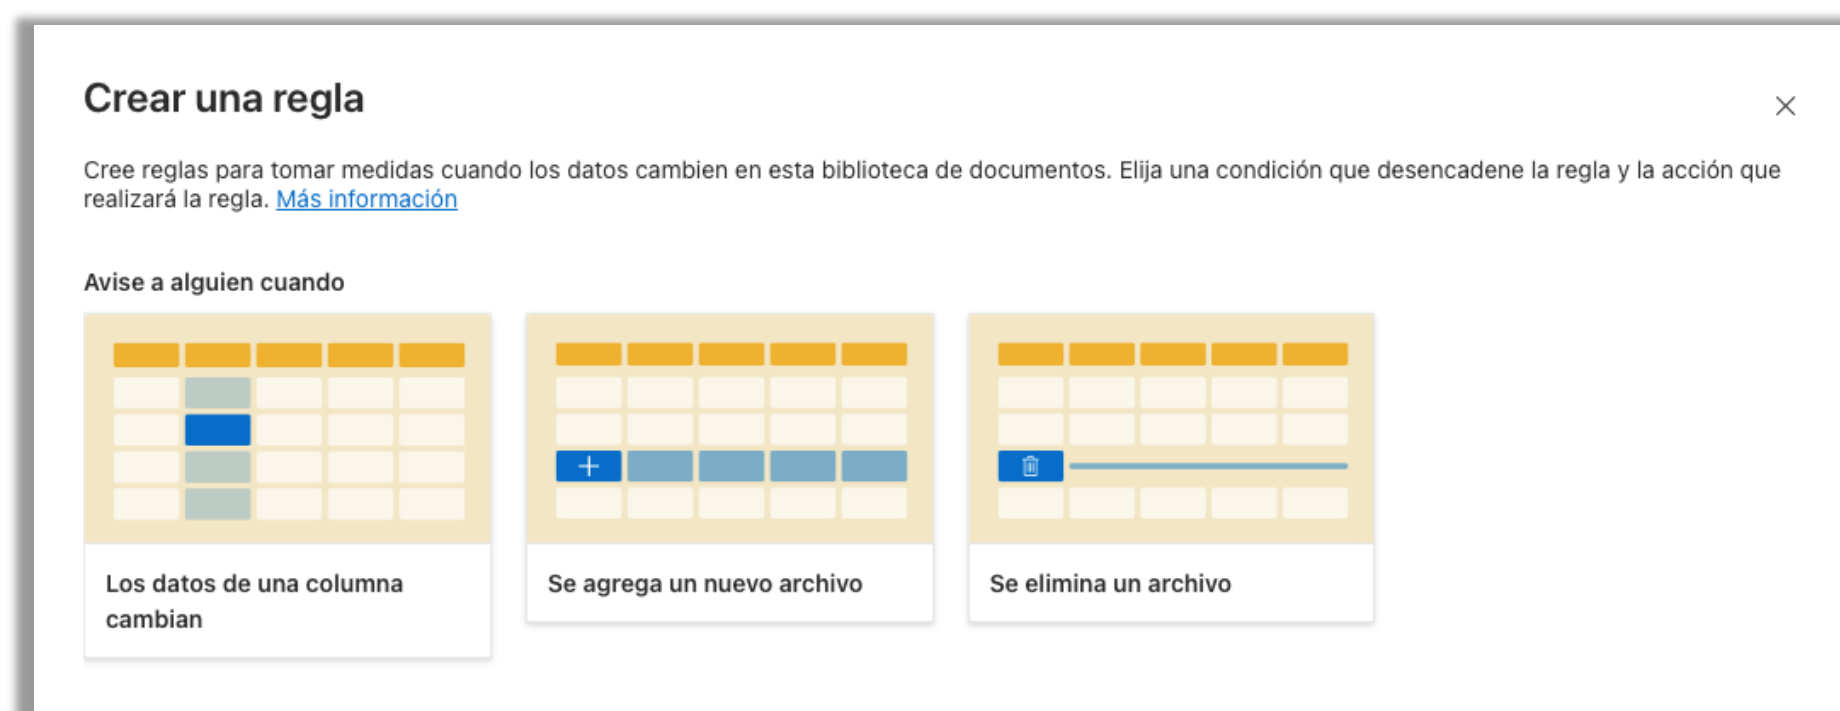 Crear una regla
Cree reglas para tomar medidas cuando los datos cambien en esta biblioteca de documentos. Elija una condición que desencadene la regla y la acción que
realizará la regla. Más información
Avise a alguien cuando
Los datos de una columna
cambian
Se agrega un nuevo archivo
Se elimina un archivo